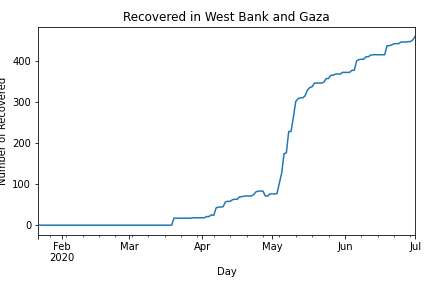 Recovered in West Bank and Gaza
Number of Recovered
400
300
200
100
0
Feb Mar Apr May Jun Jul
2020
Day